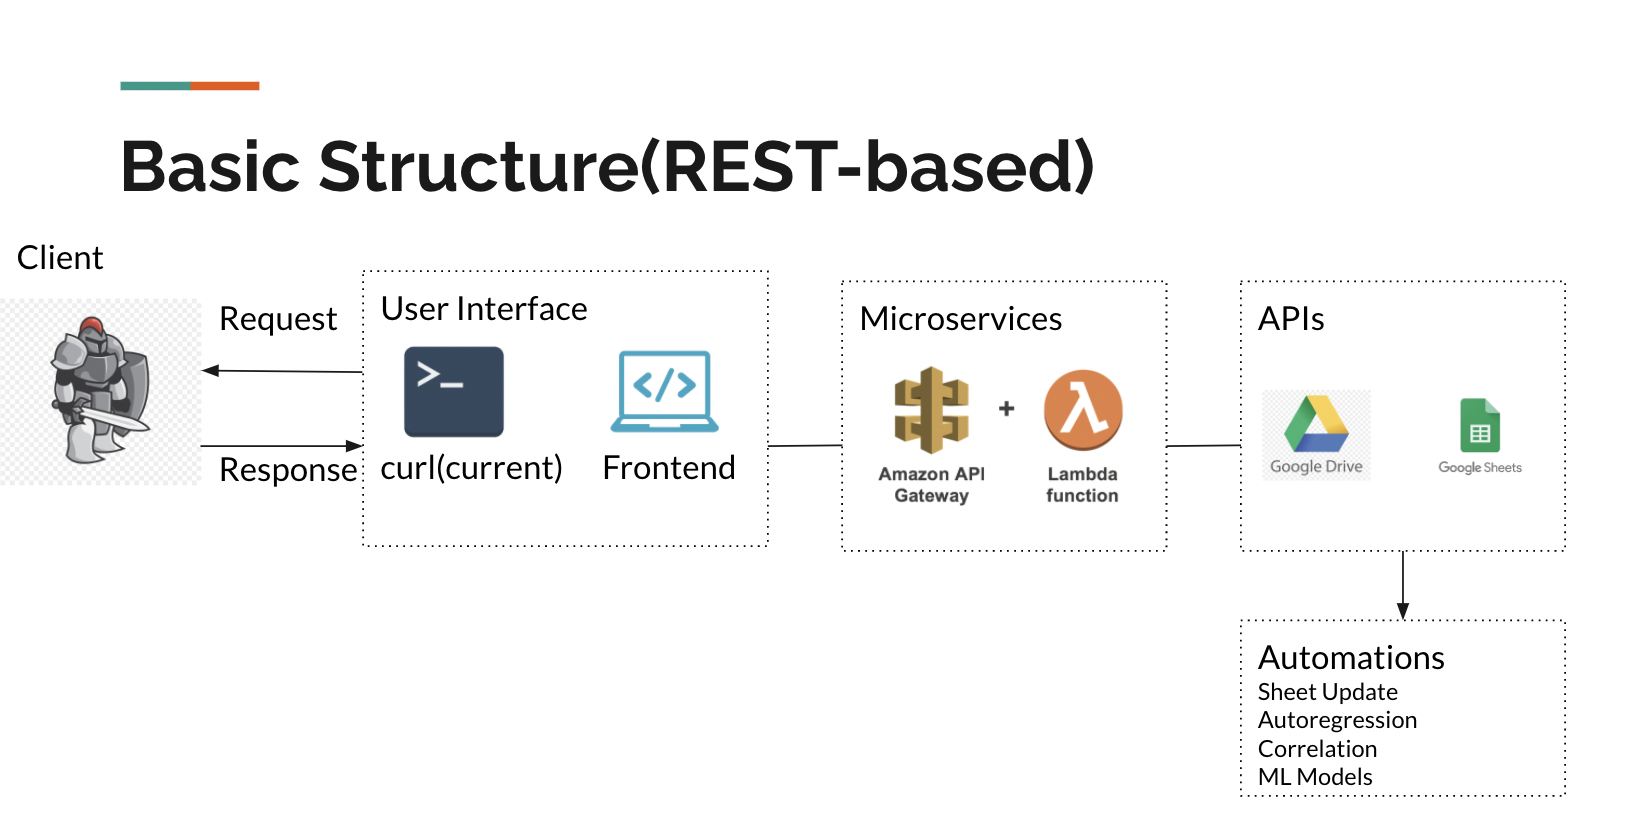 Basic Structure(REST-based)
Client
Request
Response
User Interface
>_
</>
curl(current)
Frontend
Microservices
+
λ
Amazon API
Gateway
Lambda
function
APIs
Google Drive
Google Sheets
Automations
Sheet Update
Autoregression
Correlation
ML Models